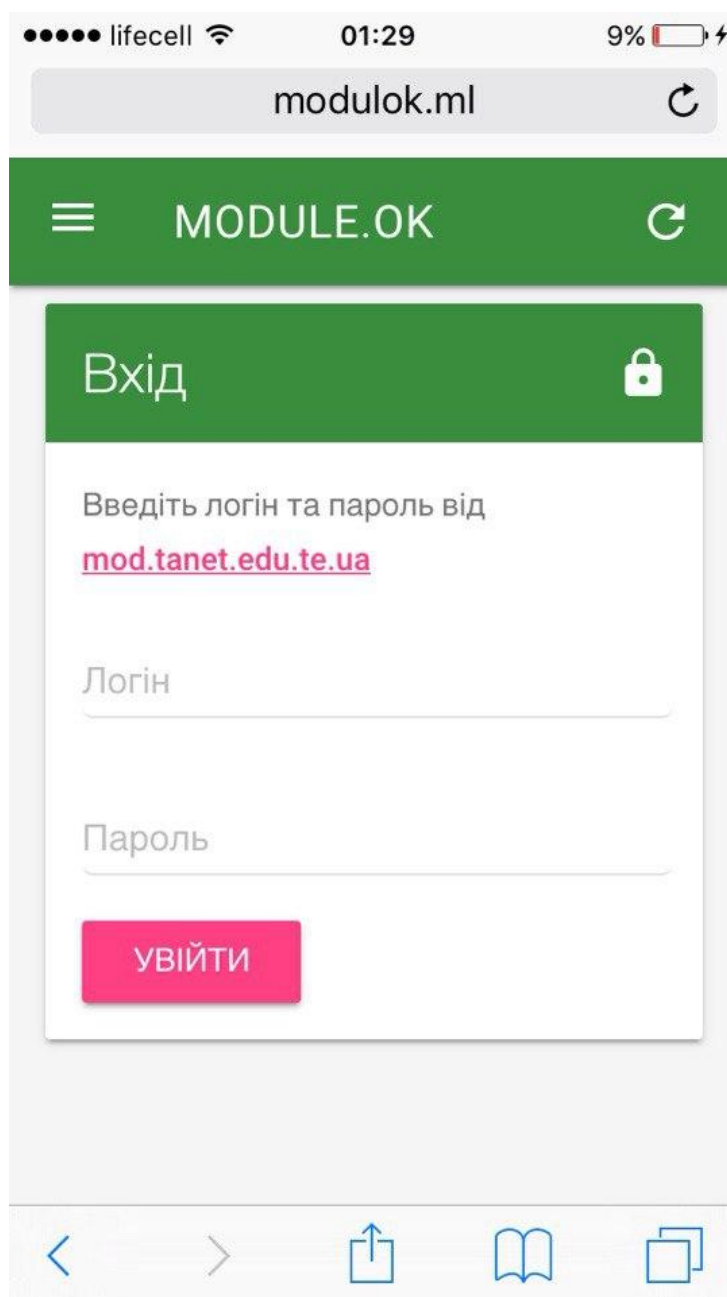 lifecell 01:29 9%
modulok.ml
MODULE.OK
Вхід
Введіть логін та пароль від
mod.tanet.edu.te.ua
Логін
Пароль
УВІЙТИ